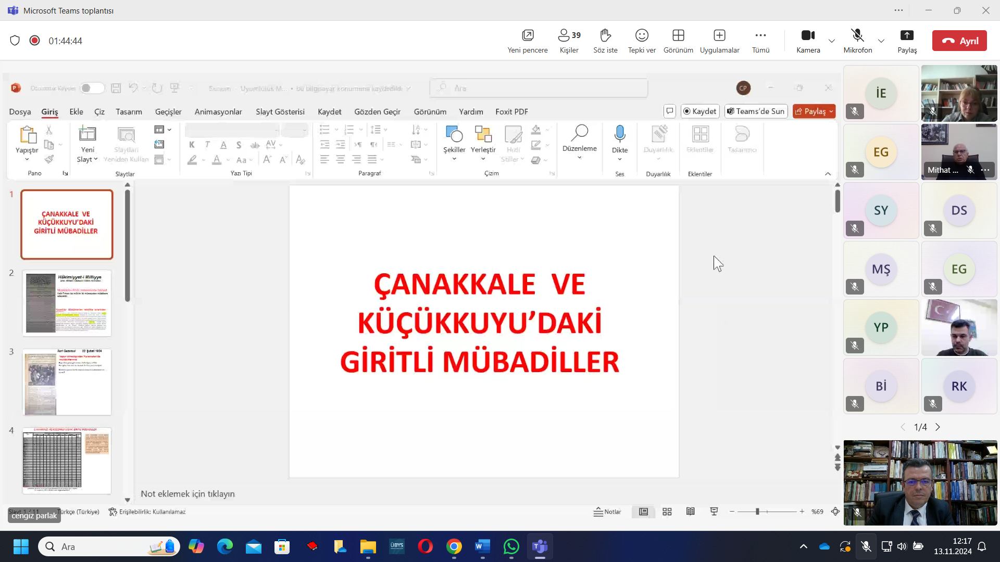 Microsoft Teams toplantısı
01:44:44
Yeni pencere
Kişiler
39
Söz iste
Tepki ver
Görünüm
Uygulamalar
Tümü
Kamera
Mikrofon
Paylaş
Ayrıl
Otomatik Kaydet
Sunum - Uyumluluk M... • bu bilgisayar konumuna kaydedildi
Ara
CP
Dosya
Giriş
Ekle
Çiz
Tasarım
Geçişler
Animasyonlar
Slayt Gösterisi
Kaydet
Gözden Geçir
Görünüm
Yardım
Foxit PDF
Kaydet
Teams'de Sun
Paylaş
Yapıştır
Pano
Yeni
Slayt
Slaytları
Yeniden Kullan
Slaytlar
K T A S ab AV
A Aa A A
Yazı Tipi
Paragraf
Şekiller
Yerleştir
Hızlı
Stiller
Çizim
Düzenleme
Dikte
Ses
Duyarlılık
Duyarlılık
Eklentiler
Eklentiler
Tasarımcı
1
ÇANAKKALE VE
KÜÇÜKKUYU'DAKİ
GİRİTLİ MÜBADİLLER
2
Hâkimiyyet-i Milliyye
3
İleri Gazetesi 22 Şubat 1924
4
ÇANAKKALE VE KÜÇÜKKUYU'DAKİ GİRİTLİ MÜBADİLLER
ÇANAKKALE VE
KÜÇÜKKUYU'DAKİ
GİRİTLİ MÜBADİLLER
Not eklemek için tıklayın
Slayt 1 / 11
Türkçe (Türkiye)
Erişilebilirlik: Kullanılamaz
Notlar
%69
cengiz parlak
İE
EG
Mithat ...
SY
DS
MŞ
EG
YP
Bİ
RK
1/4
Ara
ÜBYS
12:17
13.11.2024